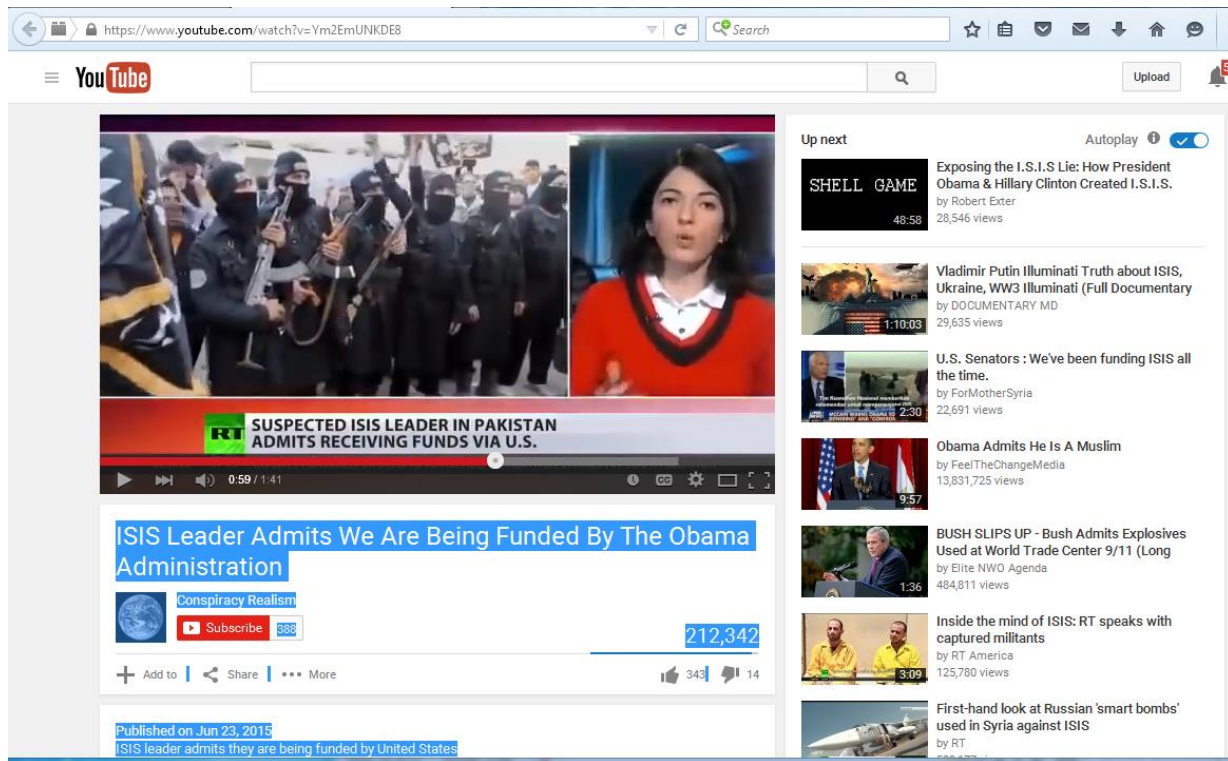 https://www.youtube.com/watch?v=Ym2EmUNKDE8
Search
YouTube
Upload
5
RT
SUSPECTED ISIS LEADER IN PAKISTAN
ADMITS RECEIVING FUNDS VIA U.S.
0:59 / 1:41
CC
ISIS Leader Admits We Are Being Funded By The Obama
Administration
Conspiracy Realism
Subscribe 388
212,342
Add to
Share
More
343
14
Published on Jun 23, 2015
ISIS leader admits they are being funded by United States
Up next
Autoplay
SHELL GAME
48:58
Exposing the I.S.I.S Lie: How President
Obama & Hillary Clinton Created I.S.I.S.
by Robert Exter
28,546 views
1:10:03
Vladimir Putin Illuminati Truth about ISIS,
Ukraine, WW3 Illuminati (Full Documentary
by DOCUMENTARY MD
29,635 views
2:30
U.S. Senators : We've been funding ISIS all
the time.
by ForMotherSyria
22,691 views
9:57
Obama Admits He Is A Muslim
by FeelTheChangeMedia
13,831,725 views
1:36
BUSH SLIPS UP - Bush Admits Explosives
Used at World Trade Center 9/11 (Long
by Elite NWO Agenda
484,811 views
3:09
Inside the mind of ISIS: RT speaks with
captured militants
by RT America
125,780 views
First-hand look at Russian 'smart bombs'
used in Syria against ISIS
by RT